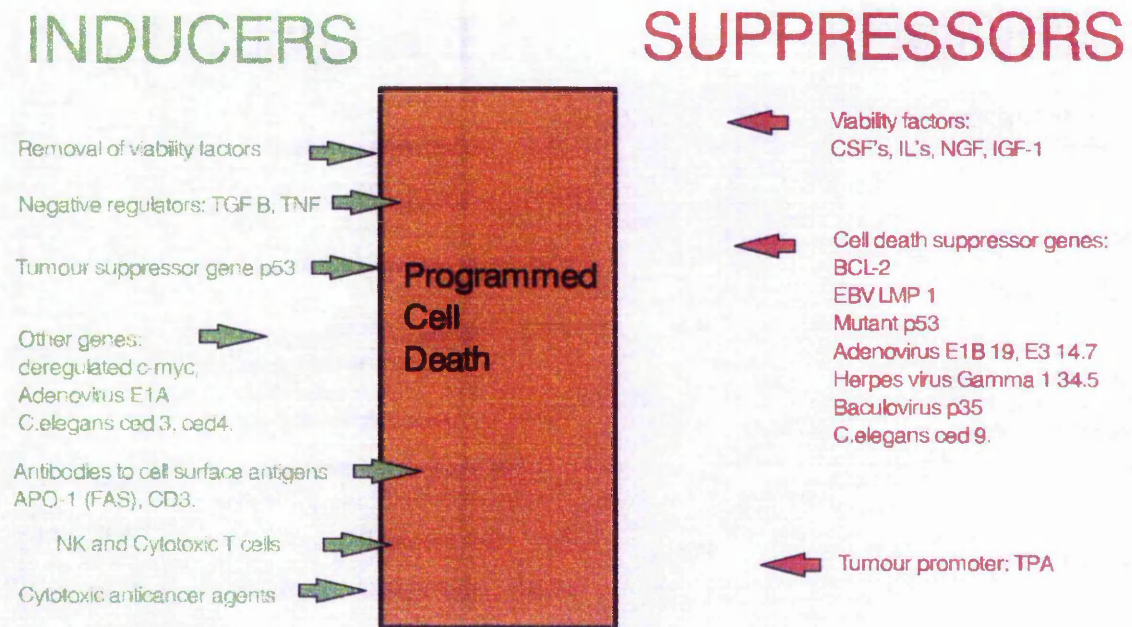 INDUCERS
Removal of viability factors
Negative regulators: TGF B, TNF
Tumour suppressor gene p53
Other genes:
deregulated c-myc,
Adenovirus E1A
C.elegans ced 3, ced4.
Antibodies to cell surface antigens
APO-1 (FAS), CD3.
NK and Cytotoxic T cells
Cytotoxic anticancer agents
Programmed
Cell
Death
SUPPRESSORS
Viability factors:
CSF's, IL's, NGF, IGF-1
Cell death suppressor genes:
BCL-2
EBV LMP 1
Mutant p53
Adenovirus E1B 19, E3 14.7
Herpes virus Gamma 1 34.5
Baculovirus p35
C.elegans ced 9.
Tumour promoter: TPA